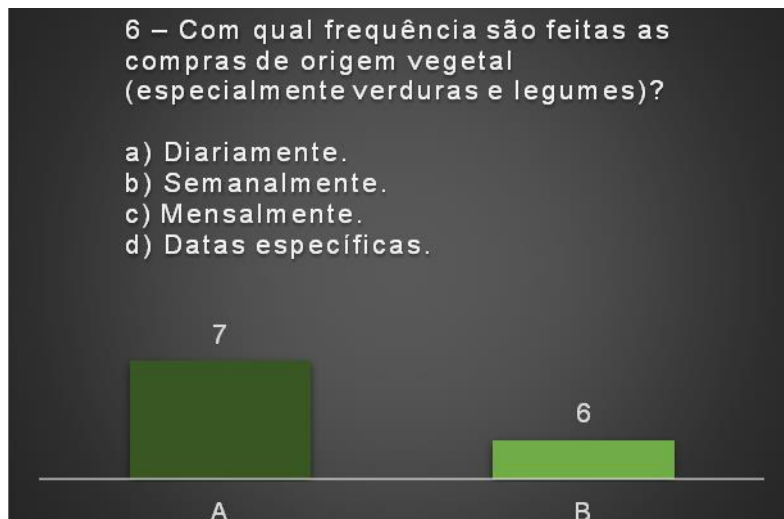 6 – Com qual frequência são feitas as
compras de origem vegetal
(especialmente verduras e legumes)?
a) Diariamente.
b) Semanalmente.
c) Mensalmente.
d) Datas específicas.
7
6
A
B